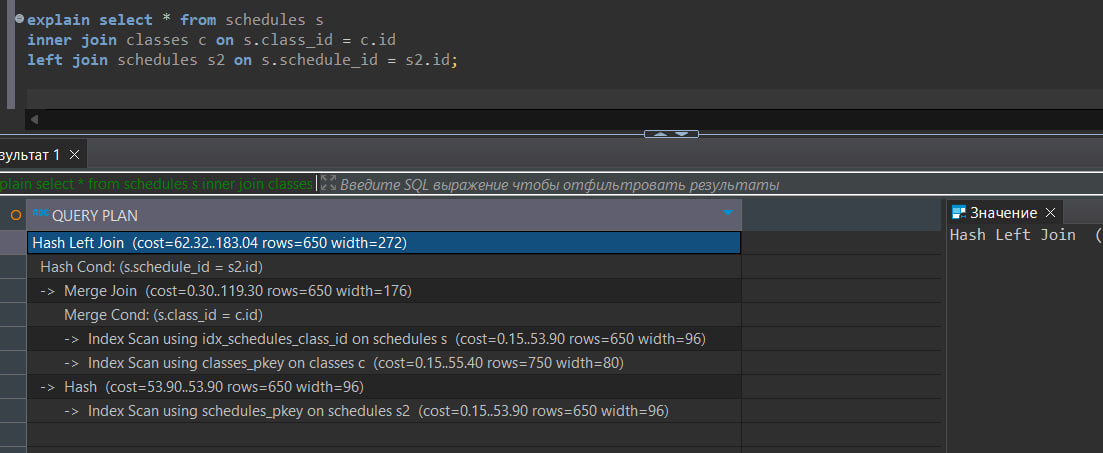 explain select * from schedules s
inner join classes c on s.class_id = c.id
left join schedules s2 on s.schedule_id = s2.id;
зультат 1
plain select * from schedules s inner join classes
Введите SQL выражение чтобы отфильтровать результаты
QUERY PLAN
Значение
Hash Left Join (cost=62.32..183.04 rows=650 width=272)
Hash Left Join (
Hash Cond: (s.schedule_id = s2.id)
-> Merge Join (cost=0.30..119.30 rows=650 width=176)
Merge Cond: (s.class_id = c.id)
-> Index Scan using idx_schedules_class_id on schedules s (cost=0.15..53.90 rows=650 width=96)
-> Index Scan using classes_pkey on classes c (cost=0.15..55.40 rows=750 width=80)
-> Hash (cost=53.90..53.90 rows=650 width=96)
-> Index Scan using schedules_pkey on schedules s2 (cost=0.15..53.90 rows=650 width=96)